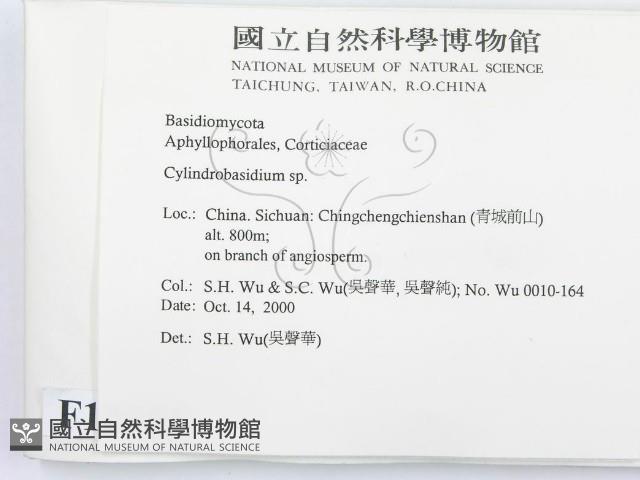 國立自然科學博物館
NATIONAL MUSEUM OF NATURAL SCIENCE
TAICHUNG, TAIWAN, R.O.CHINA
Basidiomycota
Aphyllophorales, Corticiaceae
Cylindrobasidium sp.
Loc.: China. Sichuan: Chingchengchienshan (青城前山)
alt. 800m;
on branch of angiosperm.
Col.: S.H. Wu & S.C. Wu(吳聲華, 吳聲純); No. Wu 0010-164
Date: Oct. 14, 2000
Det.: S.H. Wu(吳聲華)
F1
國立自然科學博物館
NATIONAL MUSEUM OF NATURAL SCIENCE